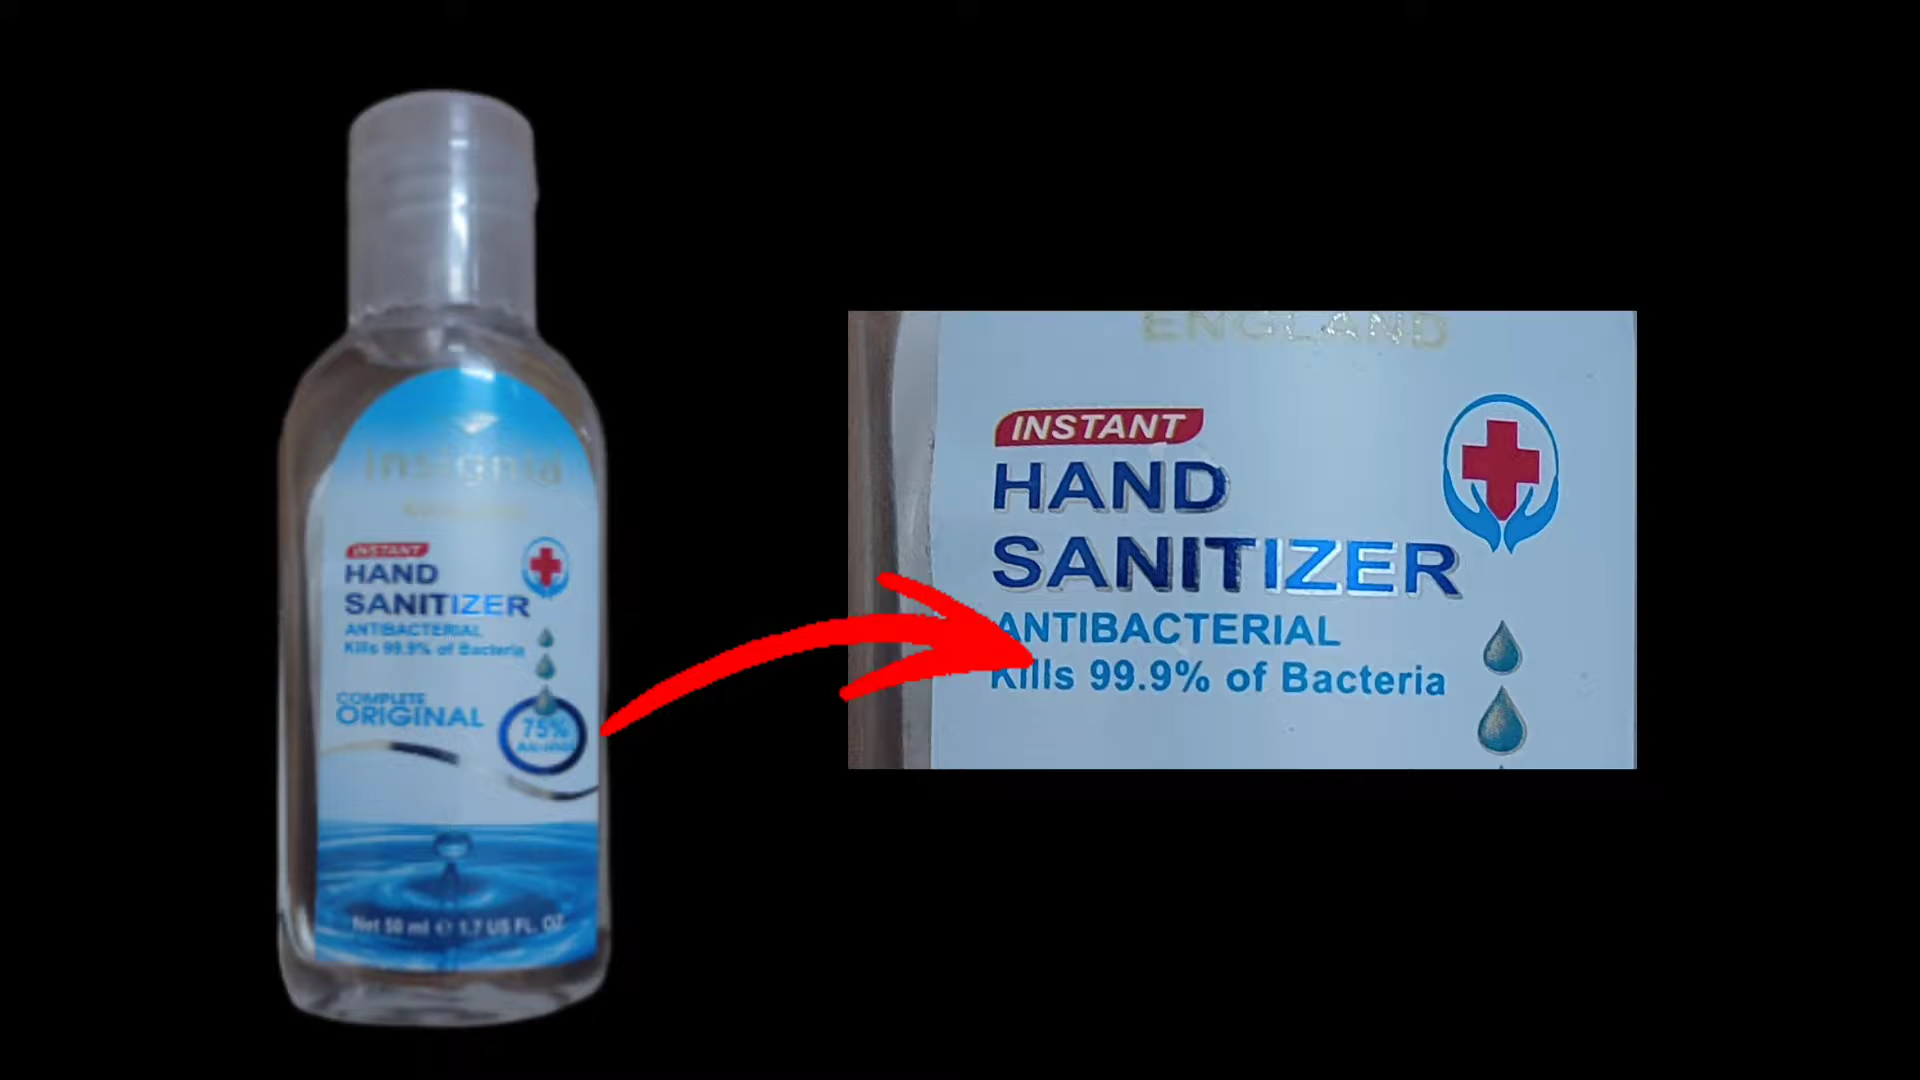 insignia
INSTANT
HAND
SANITIZER
ANTIBACTERIAL
Kills 99.9% of Bacteria
COMPLETE
ORIGINAL
75%
Alcohol
Net 50 ml ℮ 1.7 US FL. OZ
ENGLAND
INSTANT
HAND
SANITIZER
ANTIBACTERIAL
Kills 99.9% of Bacteria